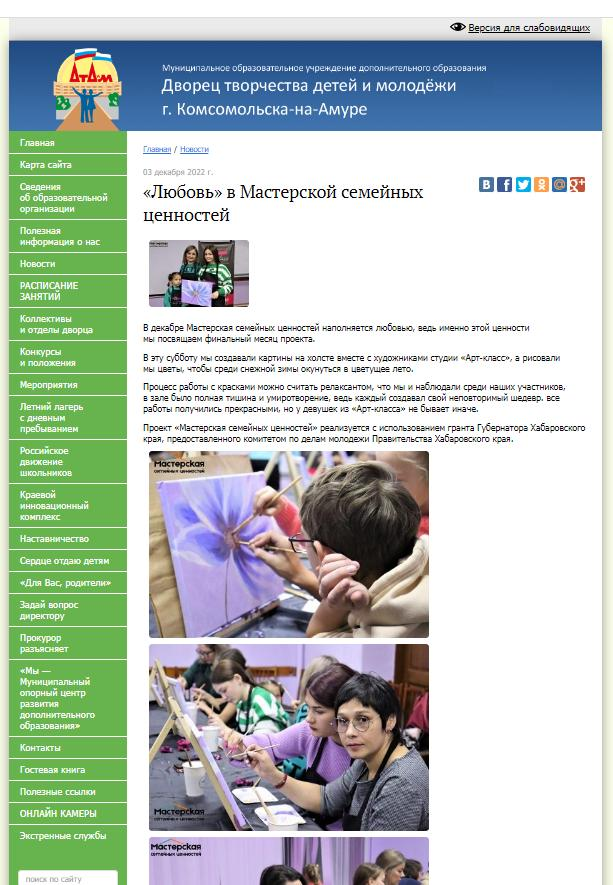 Версия для слабовидящих
ДТДиМ
Муниципальное образовательное учреждение дополнительного образования
Дворец творчества детей и молодёжи
г. Комсомольска-на-Амуре
Главная
Карта сайта
Сведения
об образовательной
организации
Полезная
информация о нас
Новости
РАСПИСАНИЕ
ЗАНЯТИЙ
Коллективы
и отделы дворца
Конкурсы
и положения
Мероприятия
Летний лагерь
с дневным
пребыванием
Российское
движение
школьников
Краевой
инновационный
комплекс
Наставничество
Сердце отдаю детям
«Для Вас, родители»
Задай вопрос
директору
Прокурор
разъясняет
«Мы —
Муниципальный
опорный центр
развития
дополнительного
образования»
Контакты
Гостевая книга
Полезные ссылки
ОНЛАЙН КАМЕРЫ
Экстренные службы
поиск по сайту
Главная / Новости
03 декабря 2022 г.
«Любовь» в Мастерской семейных
ценностей
В декабре Мастерская семейных ценностей наполняется любовью, ведь именно этой ценности
мы посвящаем финальный месяц проекта.
В эту субботу мы создавали картины на холсте вместе с художниками студии «Арт-класс», а рисовали
мы цветы, чтобы среди снежной зимы окунуться в цветущее лето.
Процесс работы с красками можно считать релаксантом, что мы и наблюдали среди наших участников,
в зале было полная тишина и умиротворение, ведь каждый создавал свой неповторимый шедевр. все
работы получились прекрасными, но у девушек из «Арт-класса» не бывает иначе.
Проект «Мастерская семейных ценностей» реализуется с использованием гранта Губернатора Хабаровского
края, предоставленного комитетом по делам молодежи Правительства Хабаровского края.
Мастерская
семейных ценностей
Мастерская
семейных ценностей
Мастерская
семейных ценностей